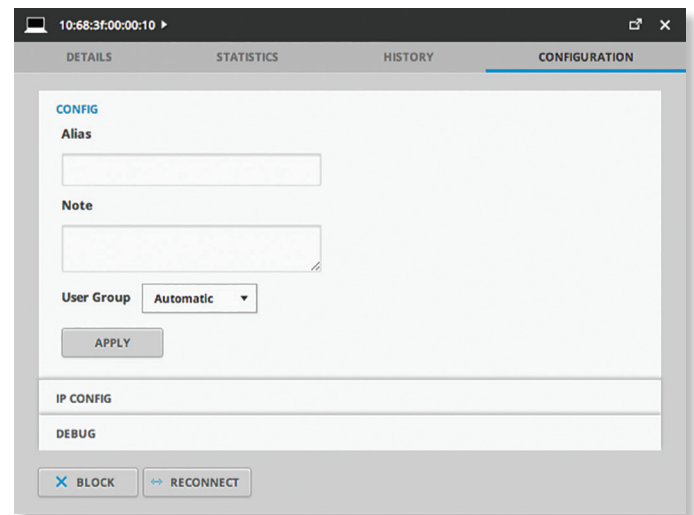 10:68:3f:00:00:10
DETAILS STATISTICS HISTORY CONFIGURATION
CONFIG
Alias
Note
User Group Automatic
APPLY
IP CONFIG
DEBUG
BLOCK RECONNECT